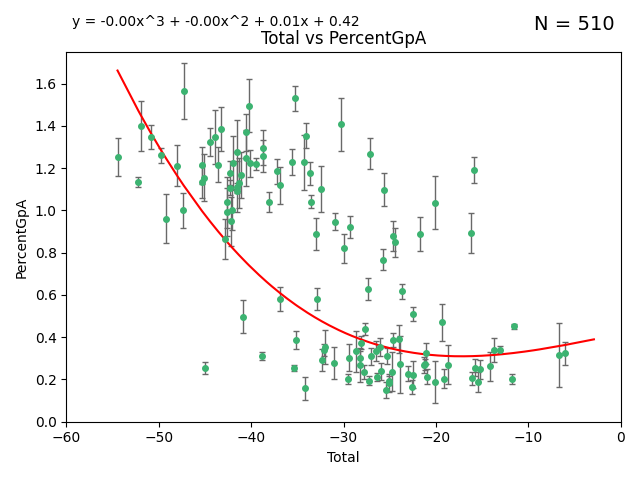 y = -0.00x^3 + -0.00x^2 + 0.01x + 0.42
N = 510
Total vs PercentGpA
1.6
1.4
1.2
1.0
0.8
0.6
0.4
0.2
0.0
PercentGpA
−60 −50 −40 −30 −20 −10 0
Total